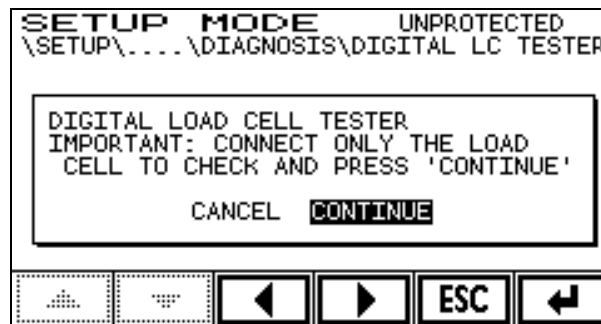 SETUP MODE UNPROTECTED
\SETUP\....\DIAGNOSIS\DIGITAL LC TESTER
DIGITAL LOAD CELL TESTER
IMPORTANT: CONNECT ONLY THE LOAD
CELL TO CHECK AND PRESS 'CONTINUE'
CANCEL CONTINUE
ESC